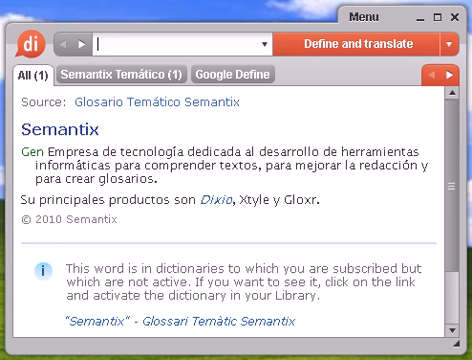 Menu
di
Define and translate
All (1) Semantix Temático (1) Google Define
Source: Glosario Temático Semantix
Semantix
Gen Empresa de tecnología dedicada al desarrollo de herramientas
informáticas para comprender textos, para mejorar la redacción y
para crear glosarios.
Su principales productos son Dixio, Xtyle y Gloxr.
© 2010 Semantix
i
This word is in dictionaries to which you are subscribed but
which are not active. If you want to see it, click on the link
and activate the dictionary in your Library.
"Semantix" - Glossari Temàtic Semantix